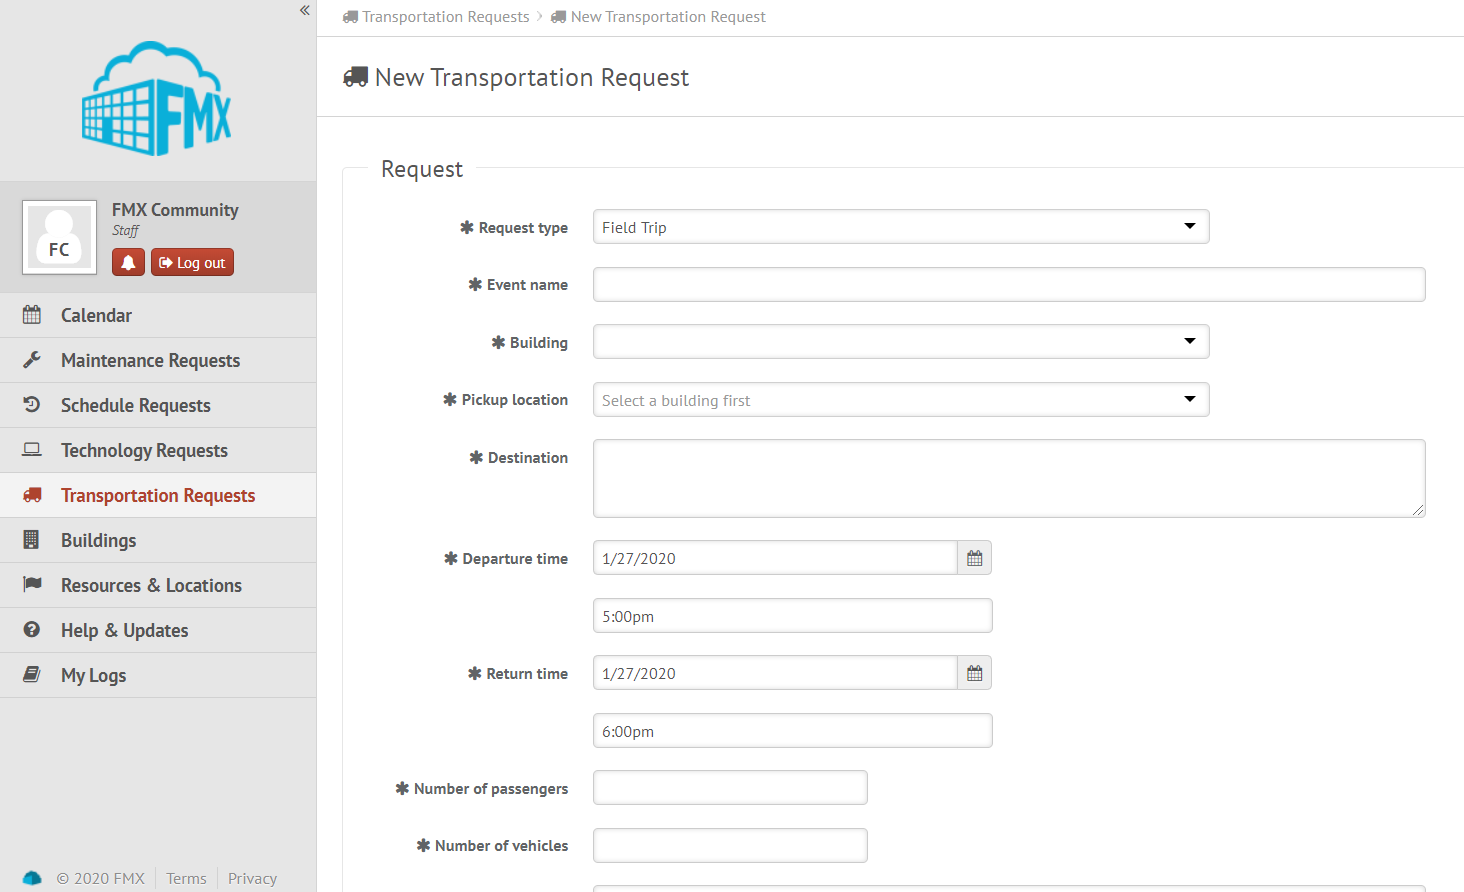 «
FMX
FMX Community
Staff
FC
Log out
Calendar
Maintenance Requests
Schedule Requests
Technology Requests
Transportation Requests
Buildings
Resources & Locations
Help & Updates
My Logs
© 2020 FMX Terms Privacy
Transportation Requests › New Transportation Request
New Transportation Request
Request
✱ Request type Field Trip
✱ Event name
✱ Building
✱ Pickup location Select a building first
✱ Destination
✱ Departure time 1/27/2020
5:00pm
✱ Return time 1/27/2020
6:00pm
✱ Number of passengers
✱ Number of vehicles